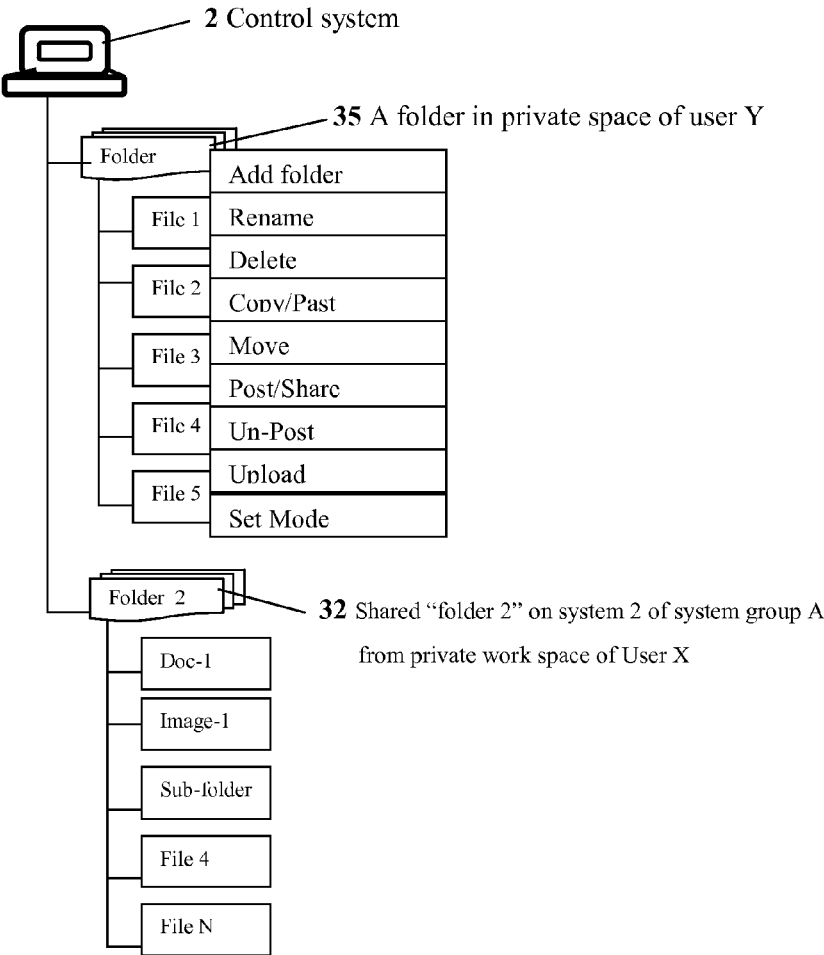 2 Control system
35 A folder in private space of user Y
Folder
Add folder
File 1
Rename
Delete
File 2
Copy/Past
File 3
Move
Post/Share
File 4
Un-Post
Upload
File 5
Set Mode
Folder 2
32 Shared “folder 2” on system 2 of system group A
from private work space of User X
Doc-1
Image-1
Sub-folder
File 4
File N